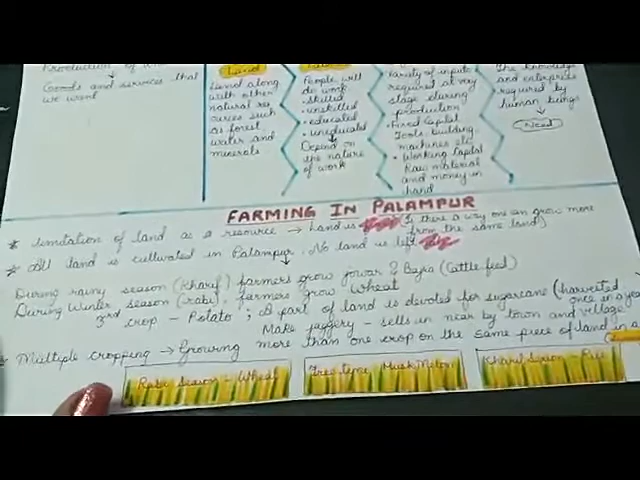 Goods and services that
we want
Land
Land along
with other
natural res
ources such
as forest
water and
minerals
People will
do work
• skilled
• unskilled
• educated
• uneducated
Depend on
the nature
of work
Variety of inputs
required at every
stage during
production
• Fixed Capital
Tools, building,
machines etc
• Working Capital
Raw material
and money in
hand
The knowledge
and enterprise
required by
human beings
Need
FARMING IN PALAMPUR
* Limitation of land as a resource → Land is (Is there a way one can grow more
from the same land)
* All land is cultivated in Palampur. No land is left
During rainy season (Kharif) farmers grow jowar & Bajra (cattle feed)
During Winter season (rabi), farmers grow Wheat
3rd crop - Potato ; A part of land is devoted for sugarcane (harvested
once in a year
Make jaggery - sells in near by town and village
Multiple cropping → Growing more than one crop on the same piece of land in a
Rabi Season - Wheat
Free time Musk Melon
Kharif Season - Rice